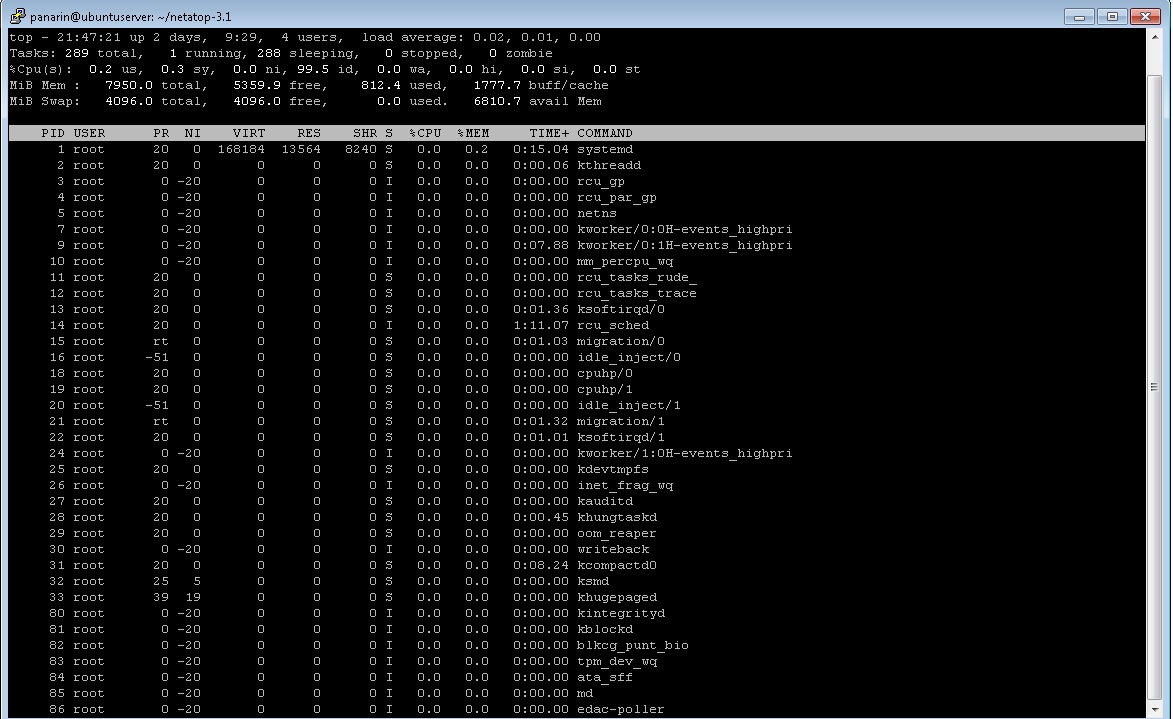 panarin@ubuntuserver: ~/netatop-3.1
top - 21:47:21 up 2 days,  9:29,  4 users,  load average: 0.02, 0.01, 0.00
Tasks: 289 total,   1 running, 288 sleeping,   0 stopped,   0 zombie
%Cpu(s):  0.2 us,  0.3 sy,  0.0 ni, 99.5 id,  0.0 wa,  0.0 hi,  0.0 si,  0.0 st
MiB Mem :   7950.0 total,   5359.9 free,    812.4 used,   1777.7 buff/cache
MiB Swap:   4096.0 total,   4096.0 free,      0.0 used.   6810.7 avail Mem
PID USER      PR  NI    VIRT    RES    SHR S  %CPU  %MEM     TIME+ COMMAND
1 root      20   0  168184  13564   8240 S   0.0   0.2   0:15.04 systemd
2 root      20   0       0      0      0 S   0.0   0.0   0:00.06 kthreadd
3 root       0 -20       0      0      0 I   0.0   0.0   0:00.00 rcu_gp
4 root       0 -20       0      0      0 I   0.0   0.0   0:00.00 rcu_par_gp
5 root       0 -20       0      0      0 I   0.0   0.0   0:00.00 netns
7 root       0 -20       0      0      0 I   0.0   0.0   0:00.00 kworker/0:0H-events_highpri
9 root       0 -20       0      0      0 I   0.0   0.0   0:07.88 kworker/0:1H-events_highpri
10 root       0 -20       0      0      0 I   0.0   0.0   0:00.00 mm_percpu_wq
11 root      20   0       0      0      0 S   0.0   0.0   0:00.00 rcu_tasks_rude_
12 root      20   0       0      0      0 S   0.0   0.0   0:00.00 rcu_tasks_trace
13 root      20   0       0      0      0 S   0.0   0.0   0:01.36 ksoftirqd/0
14 root      20   0       0      0      0 I   0.0   0.0   1:11.07 rcu_sched
15 root      rt   0       0      0      0 S   0.0   0.0   0:01.03 migration/0
16 root     -51   0       0      0      0 S   0.0   0.0   0:00.00 idle_inject/0
18 root      20   0       0      0      0 S   0.0   0.0   0:00.00 cpuhp/0
19 root      20   0       0      0      0 S   0.0   0.0   0:00.00 cpuhp/1
20 root     -51   0       0      0      0 S   0.0   0.0   0:00.00 idle_inject/1
21 root      rt   0       0      0      0 S   0.0   0.0   0:01.32 migration/1
22 root      20   0       0      0      0 S   0.0   0.0   0:01.01 ksoftirqd/1
24 root       0 -20       0      0      0 I   0.0   0.0   0:00.00 kworker/1:0H-events_highpri
25 root      20   0       0      0      0 S   0.0   0.0   0:00.00 kdevtmpfs
26 root       0 -20       0      0      0 I   0.0   0.0   0:00.00 inet_frag_wq
27 root      20   0       0      0      0 S   0.0   0.0   0:00.00 kauditd
28 root      20   0       0      0      0 S   0.0   0.0   0:00.45 khungtaskd
29 root      20   0       0      0      0 S   0.0   0.0   0:00.00 oom_reaper
30 root       0 -20       0      0      0 I   0.0   0.0   0:00.00 writeback
31 root      20   0       0      0      0 S   0.0   0.0   0:08.24 kcompactd0
32 root      25   5       0      0      0 S   0.0   0.0   0:00.00 ksmd
33 root      39  19       0      0      0 S   0.0   0.0   0:00.00 khugepaged
80 root       0 -20       0      0      0 I   0.0   0.0   0:00.00 kintegrityd
81 root       0 -20       0      0      0 I   0.0   0.0   0:00.00 kblockd
82 root       0 -20       0      0      0 I   0.0   0.0   0:00.00 blkcg_punt_bio
83 root       0 -20       0      0      0 I   0.0   0.0   0:00.00 tpm_dev_wq
84 root       0 -20       0      0      0 I   0.0   0.0   0:00.00 ata_sff
85 root       0 -20       0      0      0 I   0.0   0.0   0:00.00 md
86 root       0 -20       0      0      0 I   0.0   0.0   0:00.00 edac-poller